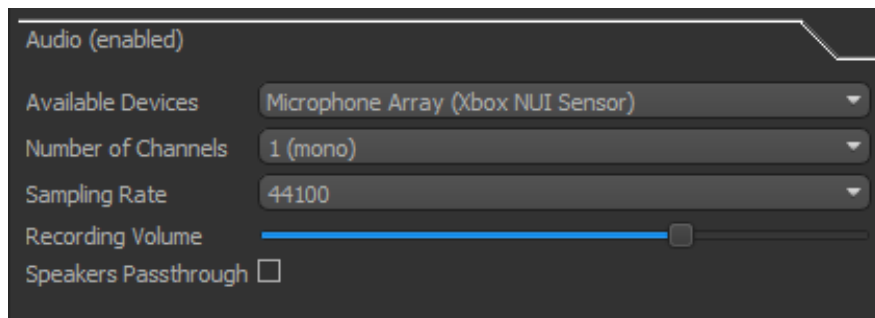 Audio (enabled)
Available Devices Microphone Array (Xbox NUI Sensor)
Number of Channels 1 (mono)
Sampling Rate 44100
Recording Volume
Speakers Passthrough